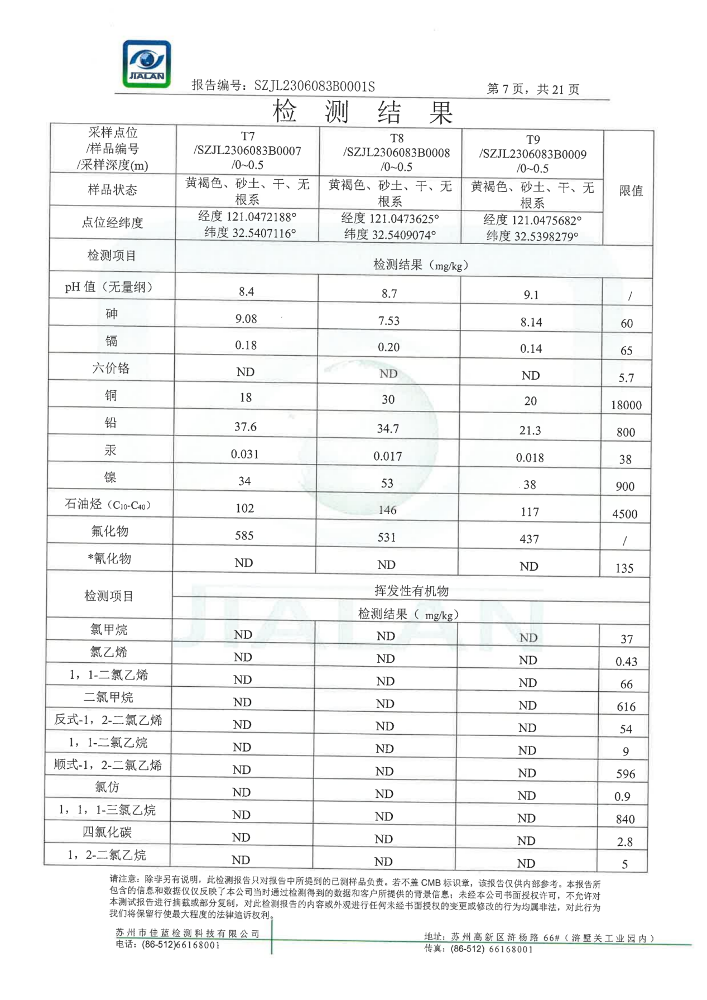 JIALAN
报告编号：SZJL2306083B0001S
第 7 页，共 21 页
检 测 结 果
采样点位
/样品编号
/采样深度(m)
T7
/SZJL2306083B0007
/0~0.5
T8
/SZJL2306083B0008
/0~0.5
T9
/SZJL2306083B0009
/0~0.5
限值
样品状态
黄褐色、砂土、干、无
根系
黄褐色、砂土、干、无
根系
黄褐色、砂土、干、无
根系
点位经纬度
经度 121.0472188°
纬度 32.5407116°
经度 121.0473625°
纬度 32.5409074°
经度 121.0475682°
纬度 32.5398279°
检测项目
检测结果（mg/kg）
pH 值（无量纲） 8.4 8.7 9.1 /
砷 9.08 7.53 8.14 60
镉 0.18 0.20 0.14 65
六价铬 ND ND ND 5.7
铜 18 30 20 18000
铅 37.6 34.7 21.3 800
汞 0.031 0.017 0.018 38
镍 34 53 38 900
石油烃（C10-C40） 102 146 117 4500
氟化物 585 531 437 /
*氰化物 ND ND ND 135
检测项目
挥发性有机物
检测结果（ mg/kg）
氯甲烷 ND ND ND 37
氯乙烯 ND ND ND 0.43
1，1-二氯乙烯 ND ND ND 66
二氯甲烷 ND ND ND 616
反式-1，2-二氯乙烯 ND ND ND 54
1，1-二氯乙烷 ND ND ND 9
顺式-1，2-二氯乙烯 ND ND ND 596
氯仿 ND ND ND 0.9
1，1，1-三氯乙烷 ND ND ND 840
四氯化碳 ND ND ND 2.8
1，2-二氯乙烷 ND ND ND 5
JIALAN
请注意：除非另有说明，此检测报告只对报告中所提到的已测样品负责。若不盖 CMB 标识章，该报告仅供内部参考。本报告所
包含的信息和数据仅仅反映了本公司当时通过检测得到的数据和客户所提供的背景信息；未经本公司书面授权许可，不允许对
本测试报告进行摘截或部分复制，对此检测报告的内容或外观进行任何未经书面授权的变更或修改的行为均属非法，对此行为
我们将保留行使最大程度的法律追诉权利。
苏州市佳蓝检测科技有限公司
电话：(86-512)66168001
地址：苏州高新区浒杨路 66#（浒墅关工业园内）
传真：(86-512) 66168001